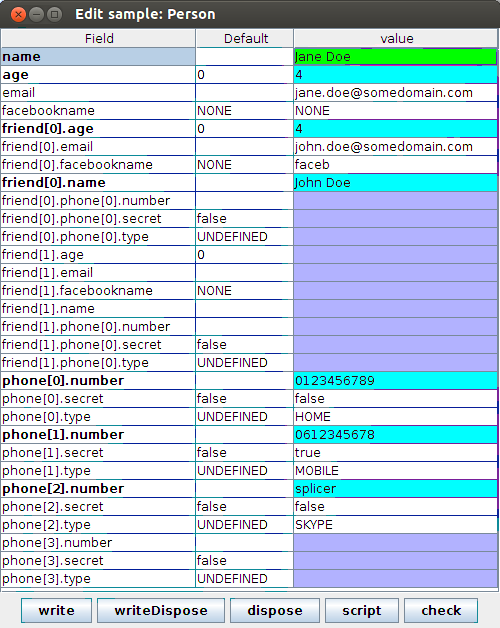 Edit sample: Person
Field Default value
name Jane Doe
age 0 4
email jane.doe@somedomain.com
facebookname NONE NONE
friend[0].age 0 4
friend[0].email john.doe@somedomain.com
friend[0].facebookname NONE faceb
friend[0].name John Doe
friend[0].phone[0].number
friend[0].phone[0].secret false
friend[0].phone[0].type UNDEFINED
friend[1].age 0
friend[1].email
friend[1].facebookname NONE
friend[1].name
friend[1].phone[0].number
friend[1].phone[0].secret false
friend[1].phone[0].type UNDEFINED
phone[0].number 0123456789
phone[0].secret false false
phone[0].type UNDEFINED HOME
phone[1].number 0612345678
phone[1].secret false true
phone[1].type UNDEFINED MOBILE
phone[2].number splicer
phone[2].secret false false
phone[2].type UNDEFINED SKYPE
phone[3].number
phone[3].secret false
phone[3].type UNDEFINED
write writeDispose dispose script check